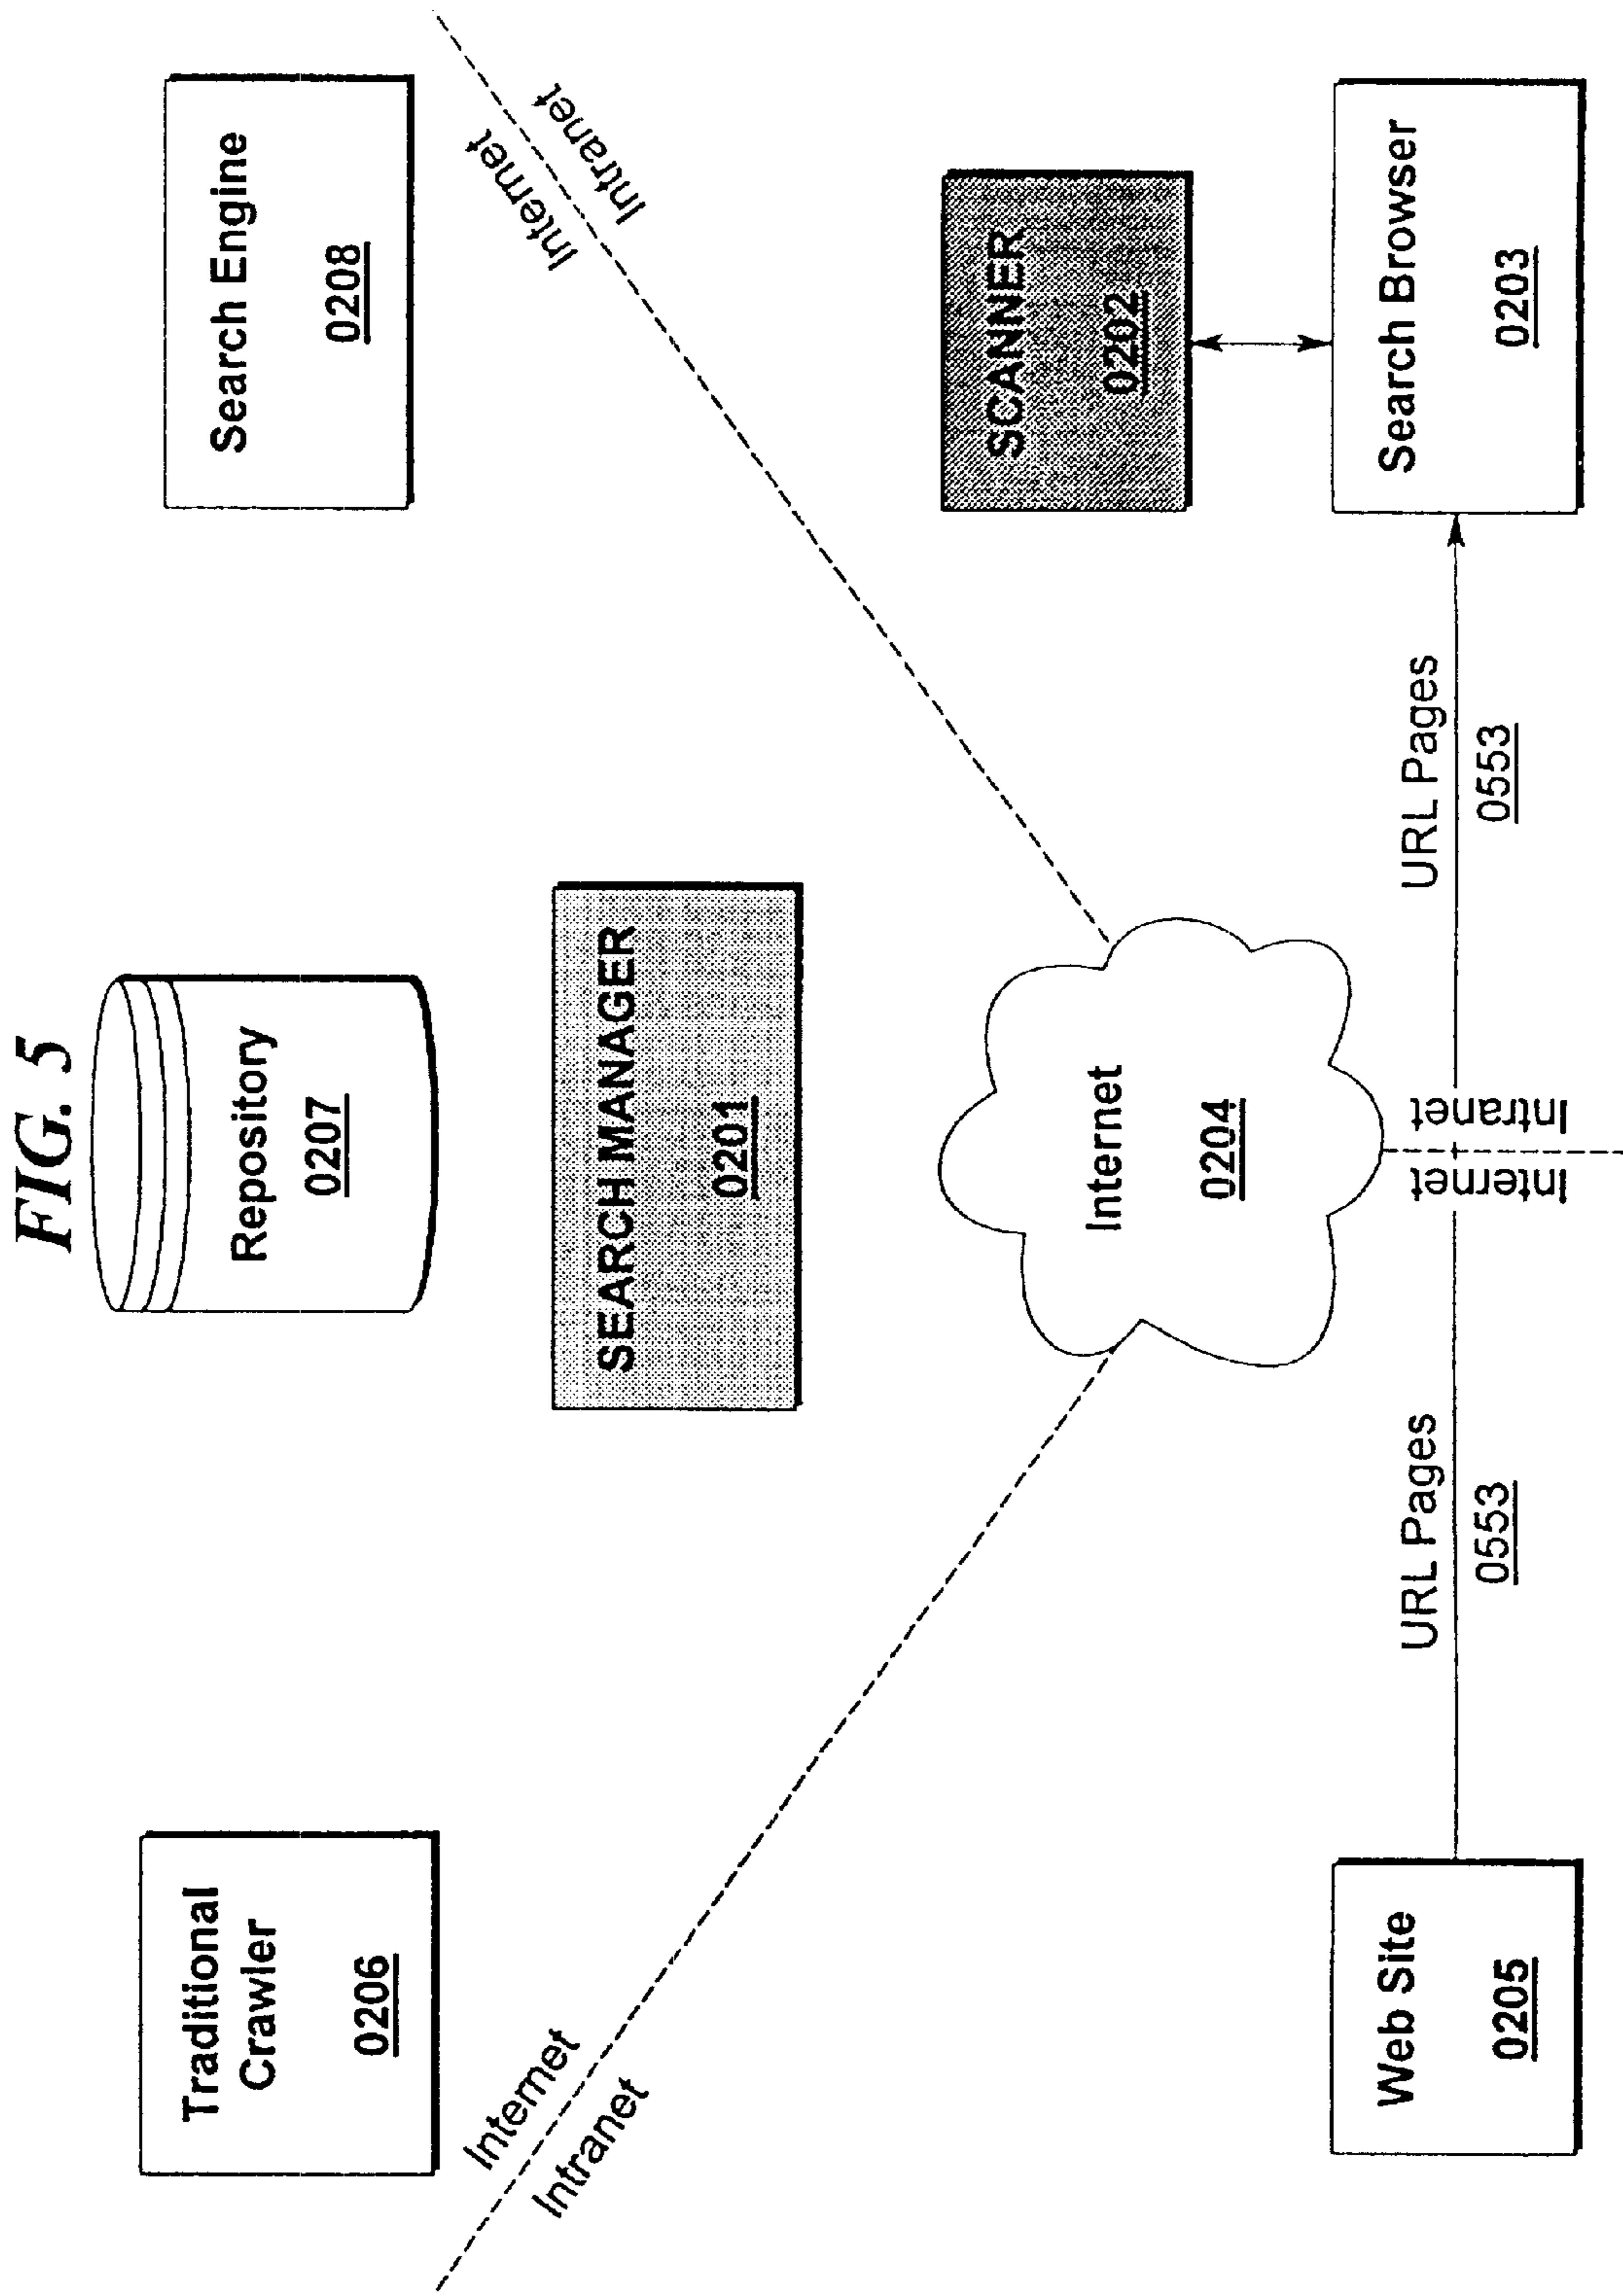 FIG. 5
Traditional
Crawler
0206
Repository
0207
Search Engine
0208
SEARCH MANAGER
0201
Internet
Intranet
Internet
Intranet
Internet
0204
SCANNER
0202
Web Site
0205
URL Pages
0553
Internet
Intranet
URL Pages
0553
Search Browser
0203